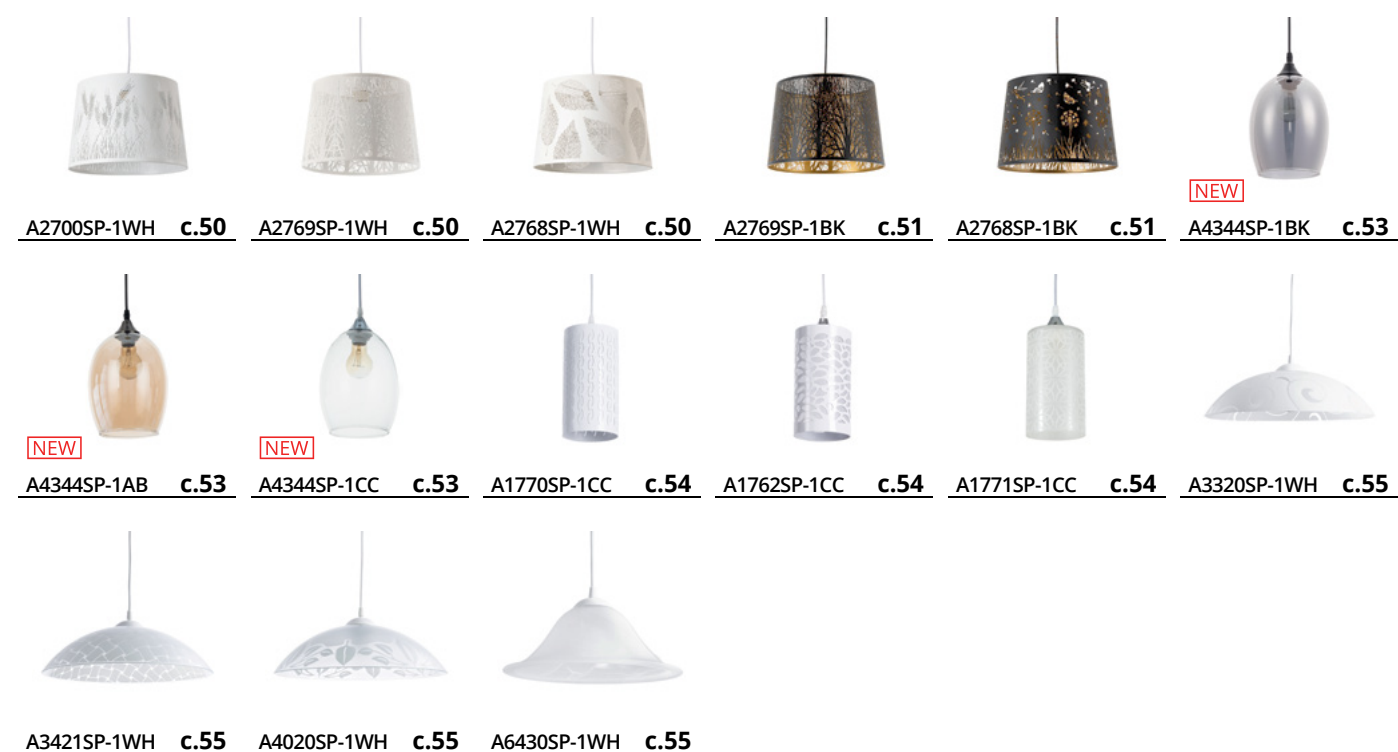 NEW
A2700SP-1WH с.50 A2769SP-1WH с.50 A2768SP-1WH с.50 A2769SP-1BK с.51 A2768SP-1BK с.51 A4344SP-1BK с.53
NEW NEW
A4344SP-1AB с.53 A4344SP-1CC с.53 A1770SP-1CC с.54 A1762SP-1CC с.54 A1771SP-1CC с.54 A3320SP-1WH с.55
A3421SP-1WH с.55 A4020SP-1WH с.55 A6430SP-1WH с.55